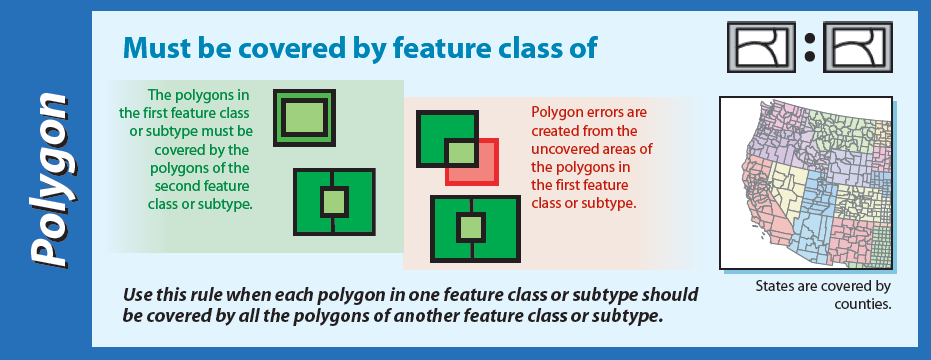 Polygon
Must be covered by feature class of
The polygons in
the first feature class
or subtype must be
covered by the
polygons of the
second feature
class or subtype.
Polygon errors are
created from the
uncovered areas of
the polygons in
the first feature
class or subtype.
States are covered by
counties.
Use this rule when each polygon in one feature class or subtype should
be covered by all the polygons of another feature class or subtype.